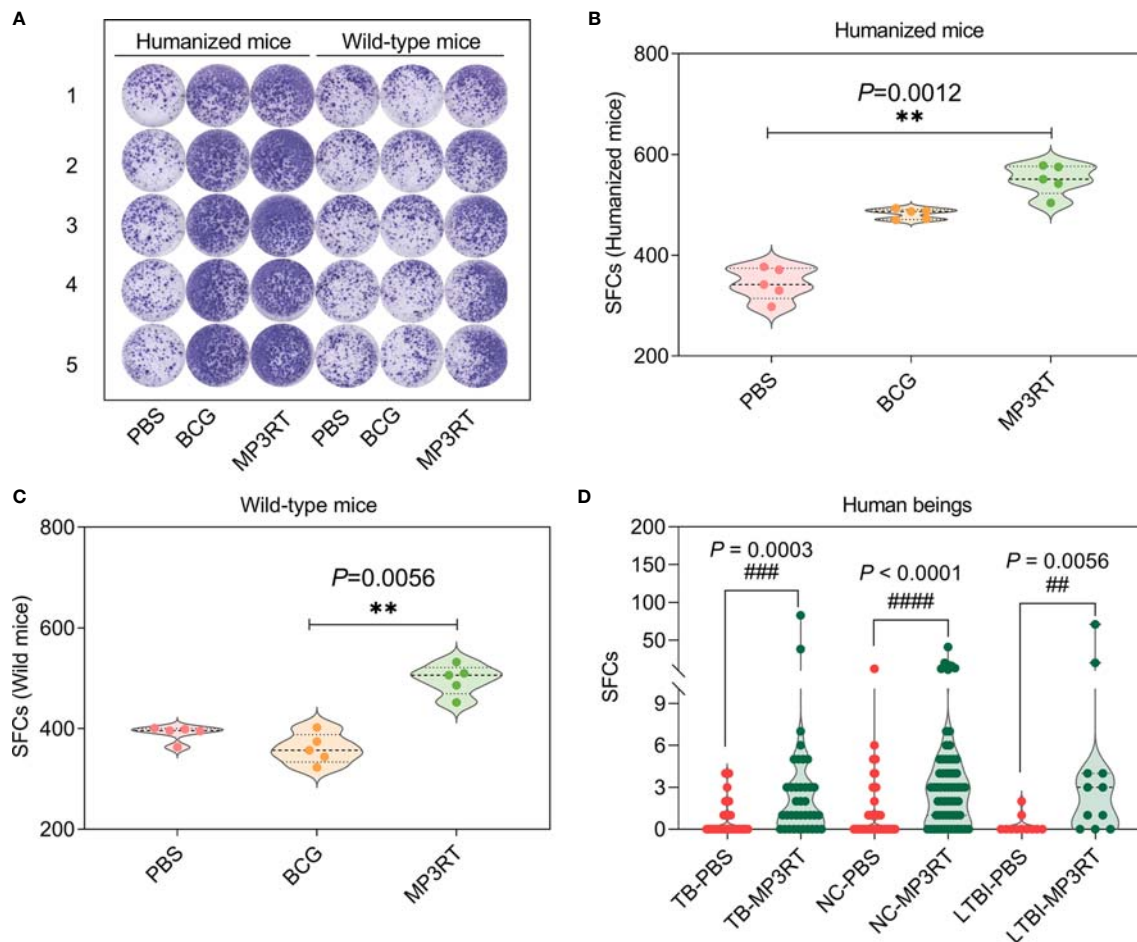 A
Humanized mice Wild-type mice
1
2
3
4
5
PBS BCG MP3RT PBS BCG MP3RT
B
Humanized mice
SFCs (Humanized mice)
800
600
400
200
P=0.0012
**
PBS BCG MP3RT
C
Wild-type mice
SFCs (Wild mice)
800
600
400
200
P=0.0056
**
PBS BCG MP3RT
D
Human beings
SFCs
200
150
100
50
9
6
3
0
P = 0.0003
###
P < 0.0001
####
P = 0.0056
##
TB-PBS TB-MP3RT NC-PBS NC-MP3RT LTBI-PBS LTBI-MP3RT